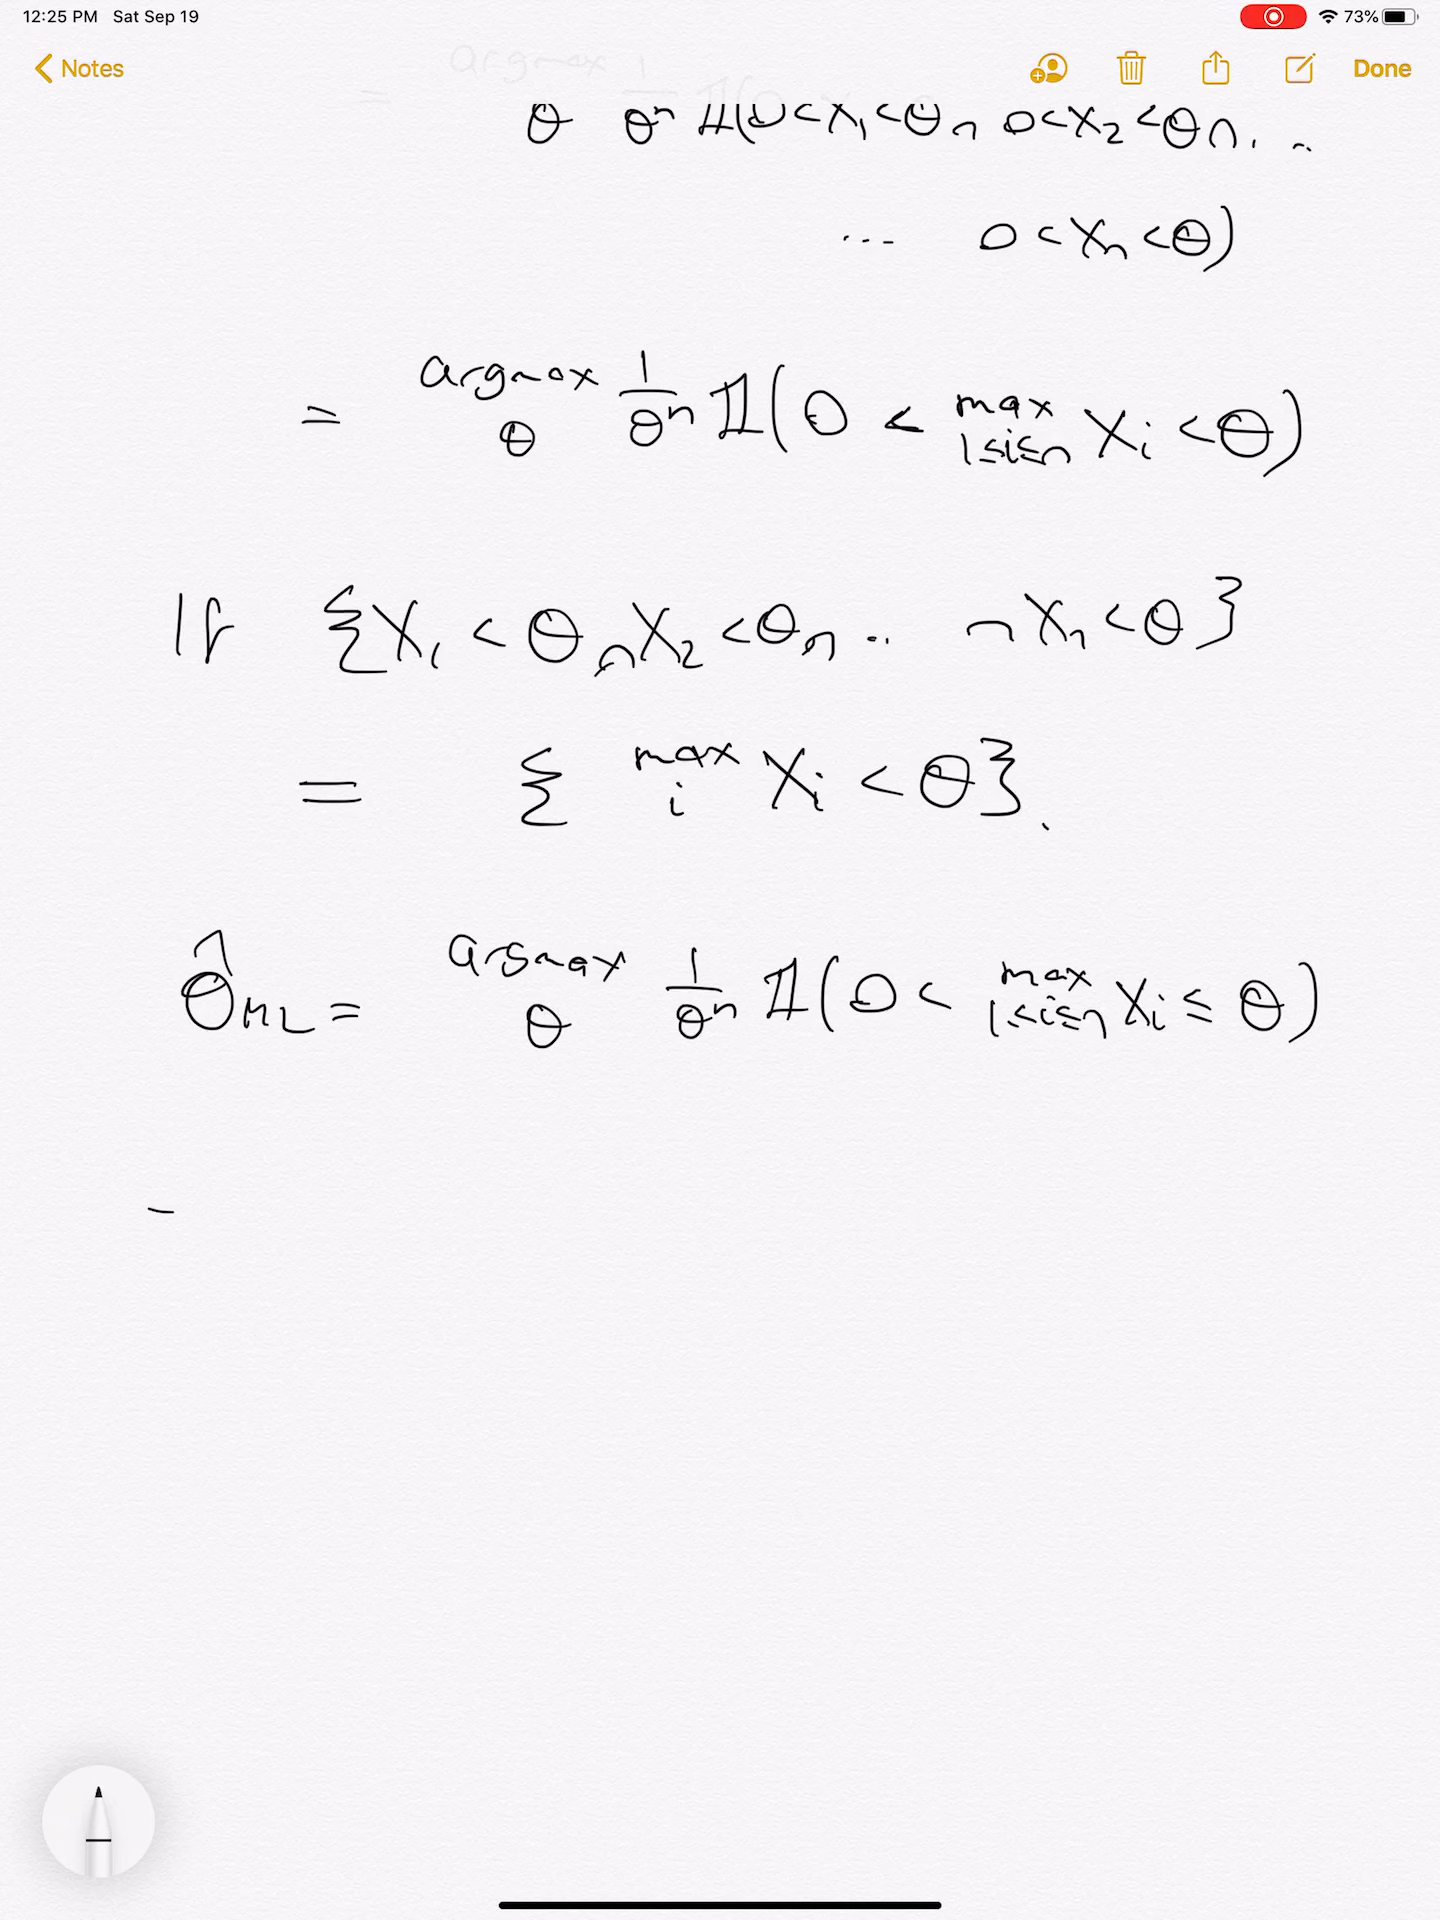 12:25 PM Sat Sep 19 73%
Notes Done
= argmax 1
θ θⁿ 𝟙(0<X₁<θ ∩ 0<X₂<θ ∩ . ..
... 0<Xₙ<θ)
= argmax θ 1/θⁿ 𝟙(0 < max 1≤i≤n Xᵢ <θ)
If {X₁ < θ ∩ X₂ <θ ∩ .. ∩ Xₙ <θ}
= { max i Xᵢ < θ}.
θ̂ML = argmax θ 1/θⁿ 𝟙(0 < max 1≤i≤n Xᵢ ≤ θ)
-